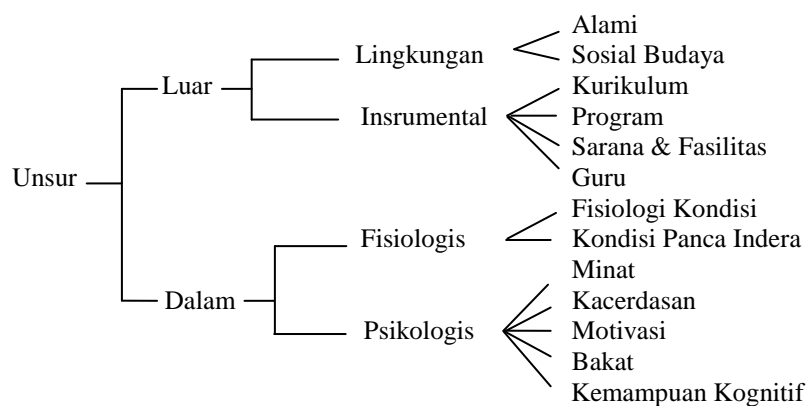 Alami
Lingkungan
Sosial Budaya
Luar
Kurikulum
Insrumental
Program
Sarana & Fasilitas
Unsur
Guru
Fisiologi Kondisi
Fisiologis
Kondisi Panca Indera
Minat
Dalam
Kacerdasan
Psikologis
Motivasi
Bakat
Kemampuan Kognitif